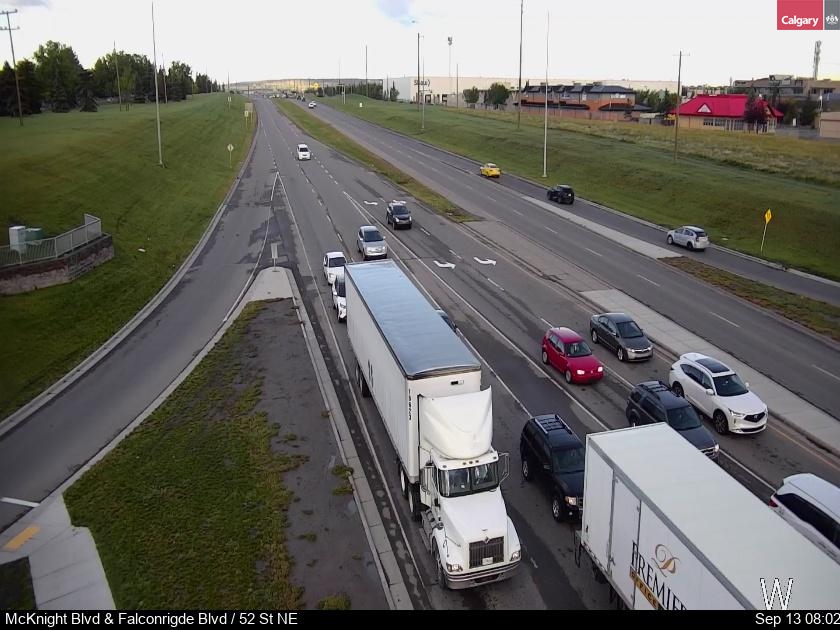 Calgary
PREMIER
W
McKnight Blvd & Falconrigde Blvd / 52 St NE
Sep 13 08:02